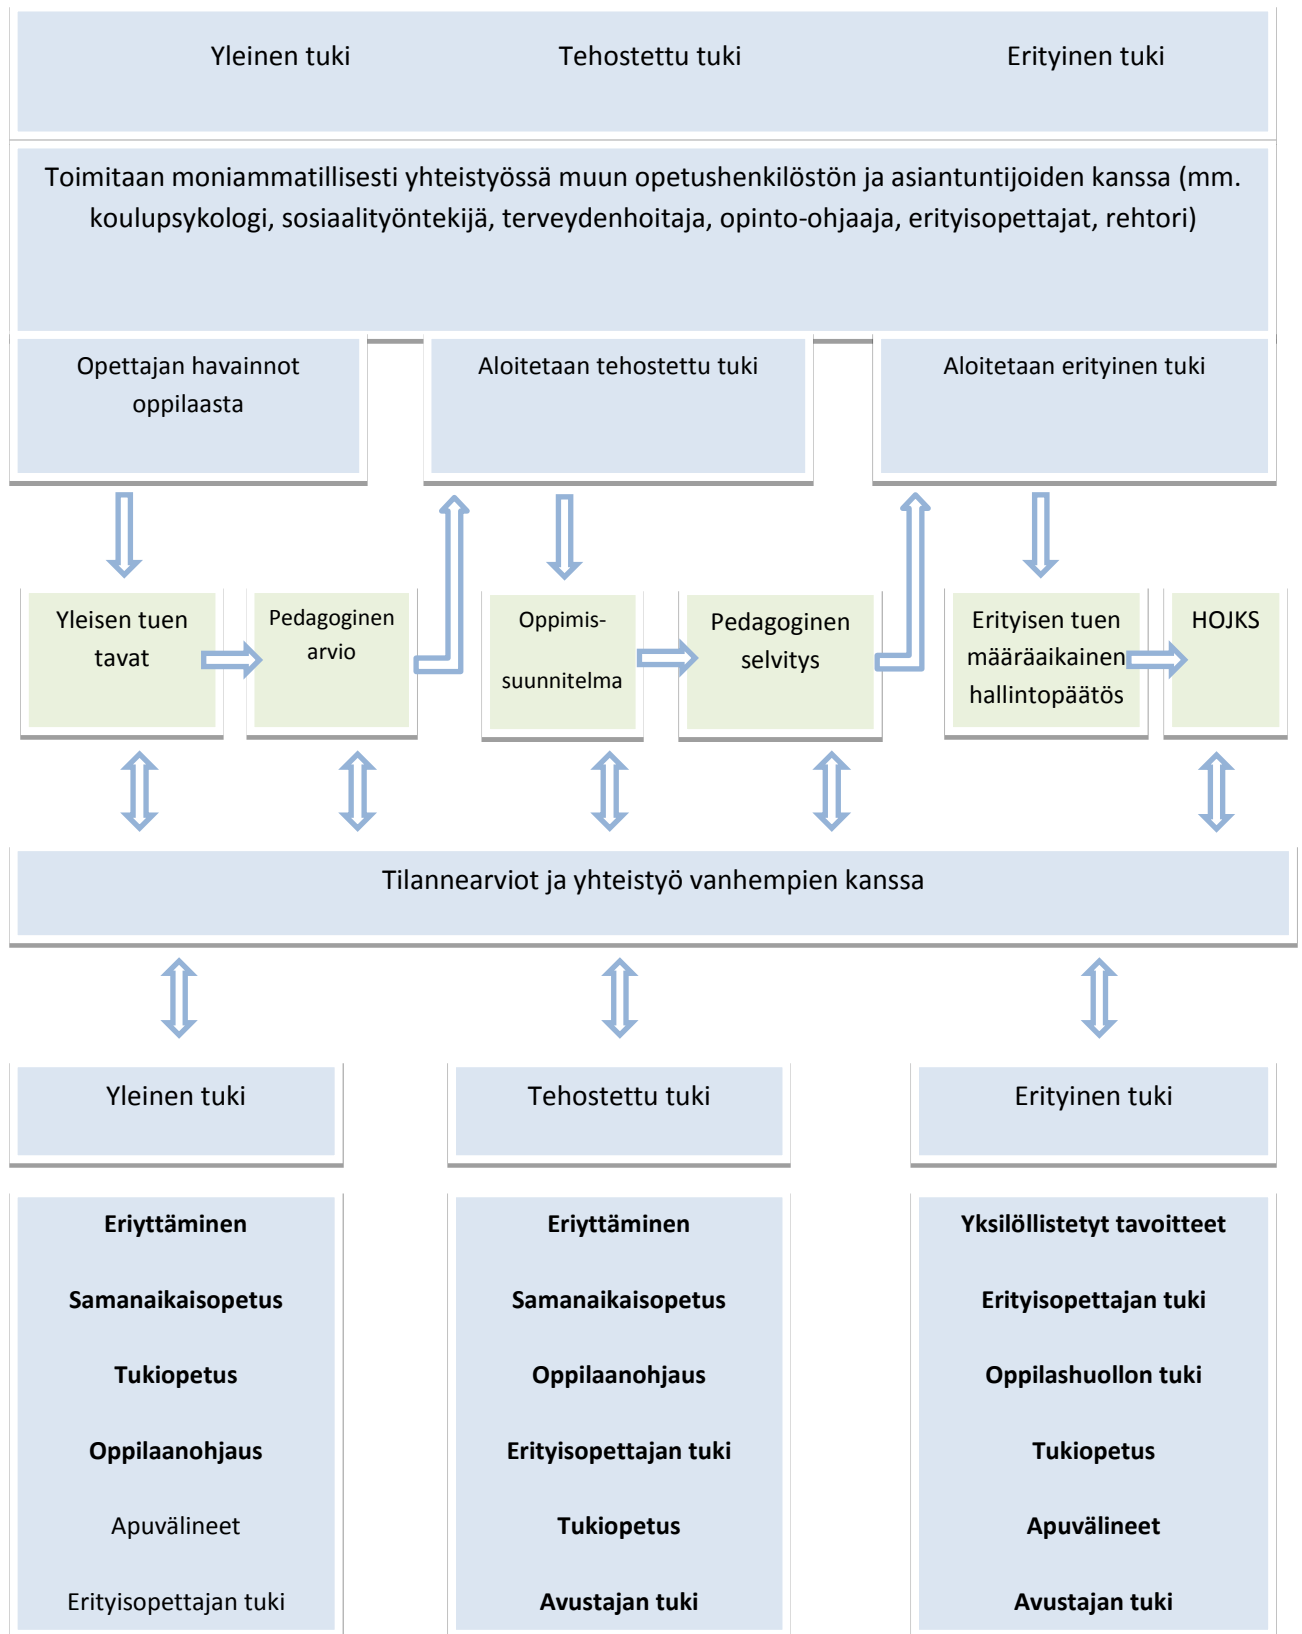 Yleinen tuki
Tehostettu tuki
Erityinen tuki
Toimitaan moniammatillisesti yhteistyössä muun opetushenkilöstön ja asiantuntijoiden kanssa (mm.
koulupsykologi, sosiaalityöntekijä, terveydenhoitaja, opinto-ohjaaja, erityisopettajat, rehtori)
Opettajan havainnot
oppilaasta
Aloitetaan tehostettu tuki
Aloitetaan erityinen tuki
Yleisen tuen
tavat
Pedagoginen
arvio
Oppimis-
suunnitelma
Pedagoginen
selvitys
Erityisen tuen
määräaikainen
hallintopäätös
HOJKS
Tilannearviot ja yhteistyö vanhempien kanssa
Yleinen tuki
Tehostettu tuki
Erityinen tuki
Eriyttäminen
Samanaikaisopetus
Tukiopetus
Oppilaanohjaus
Apuvälineet
Erityisopettajan tuki
Eriyttäminen
Samanaikaisopetus
Oppilaanohjaus
Erityisopettajan tuki
Tukiopetus
Avustajan tuki
Yksilöllistetyt tavoitteet
Erityisopettajan tuki
Oppilashuollon tuki
Tukiopetus
Apuvälineet
Avustajan tuki